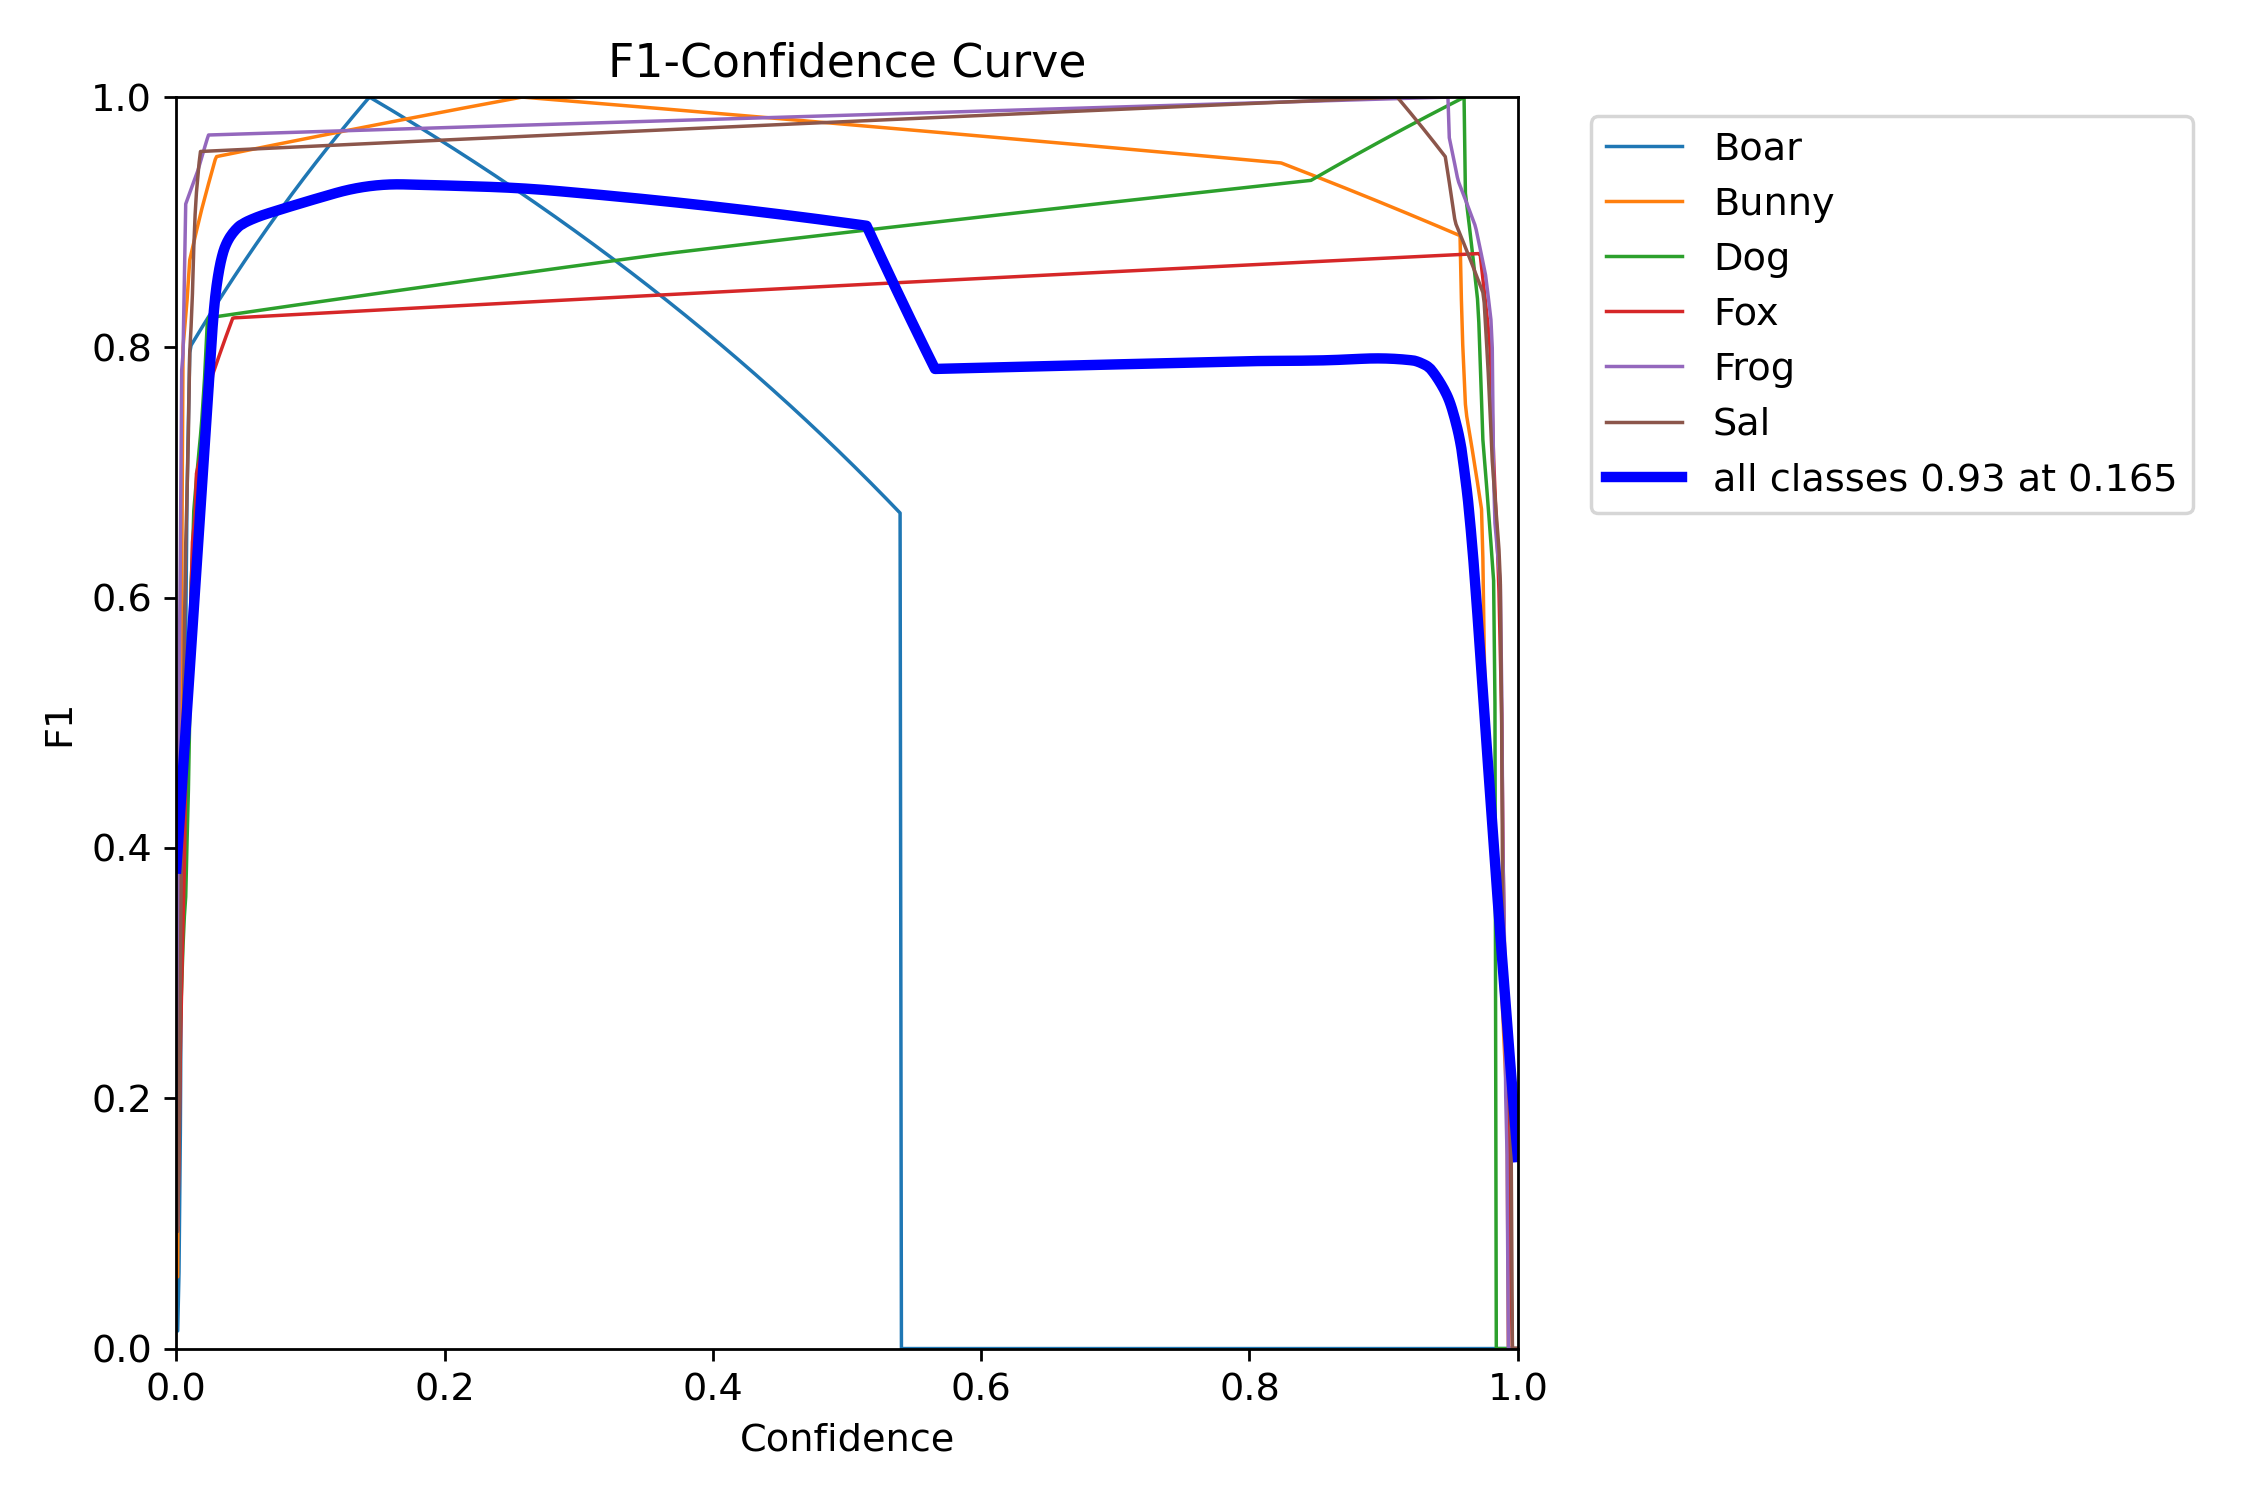 F1-Confidence Curve
1.0
0.8
0.6
0.4
0.2
0.0
F1
0.0 0.2 0.4 0.6 0.8 1.0
Confidence
Boar
Bunny
Dog
Fox
Frog
Sal
all classes 0.93 at 0.165